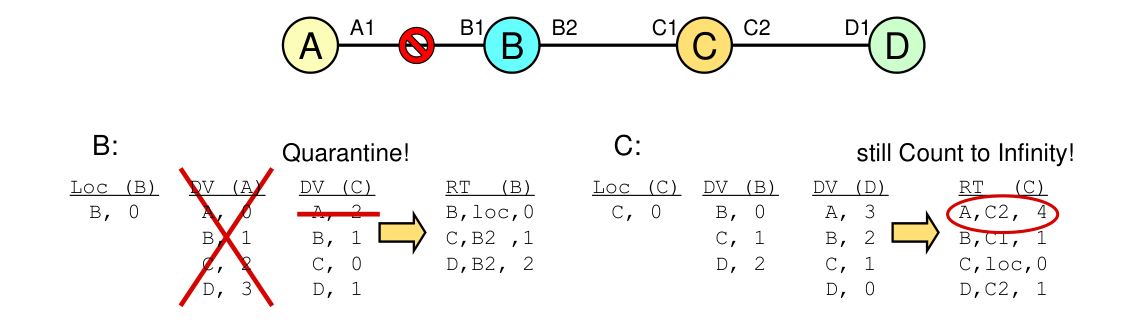 A A1 B1 B B2 C1 C C2 D1 D
B: Quarantine! C: still Count to Infinity!
Loc (B) DV (A) DV (C) RT (B) Loc (C) DV (B) DV (D) RT (C)
B, 0 A, 0 A, 2 B,loc,0 C, 0 B, 0 A, 3 A,C2, 4
B, 1 B, 1 C,B2 ,1 C, 1 B, 2 B,C1, 1
C, 2 C, 0 D,B2, 2 D, 2 C, 1 C,loc,0
D, 3 D, 1 D, 0 D,C2, 1